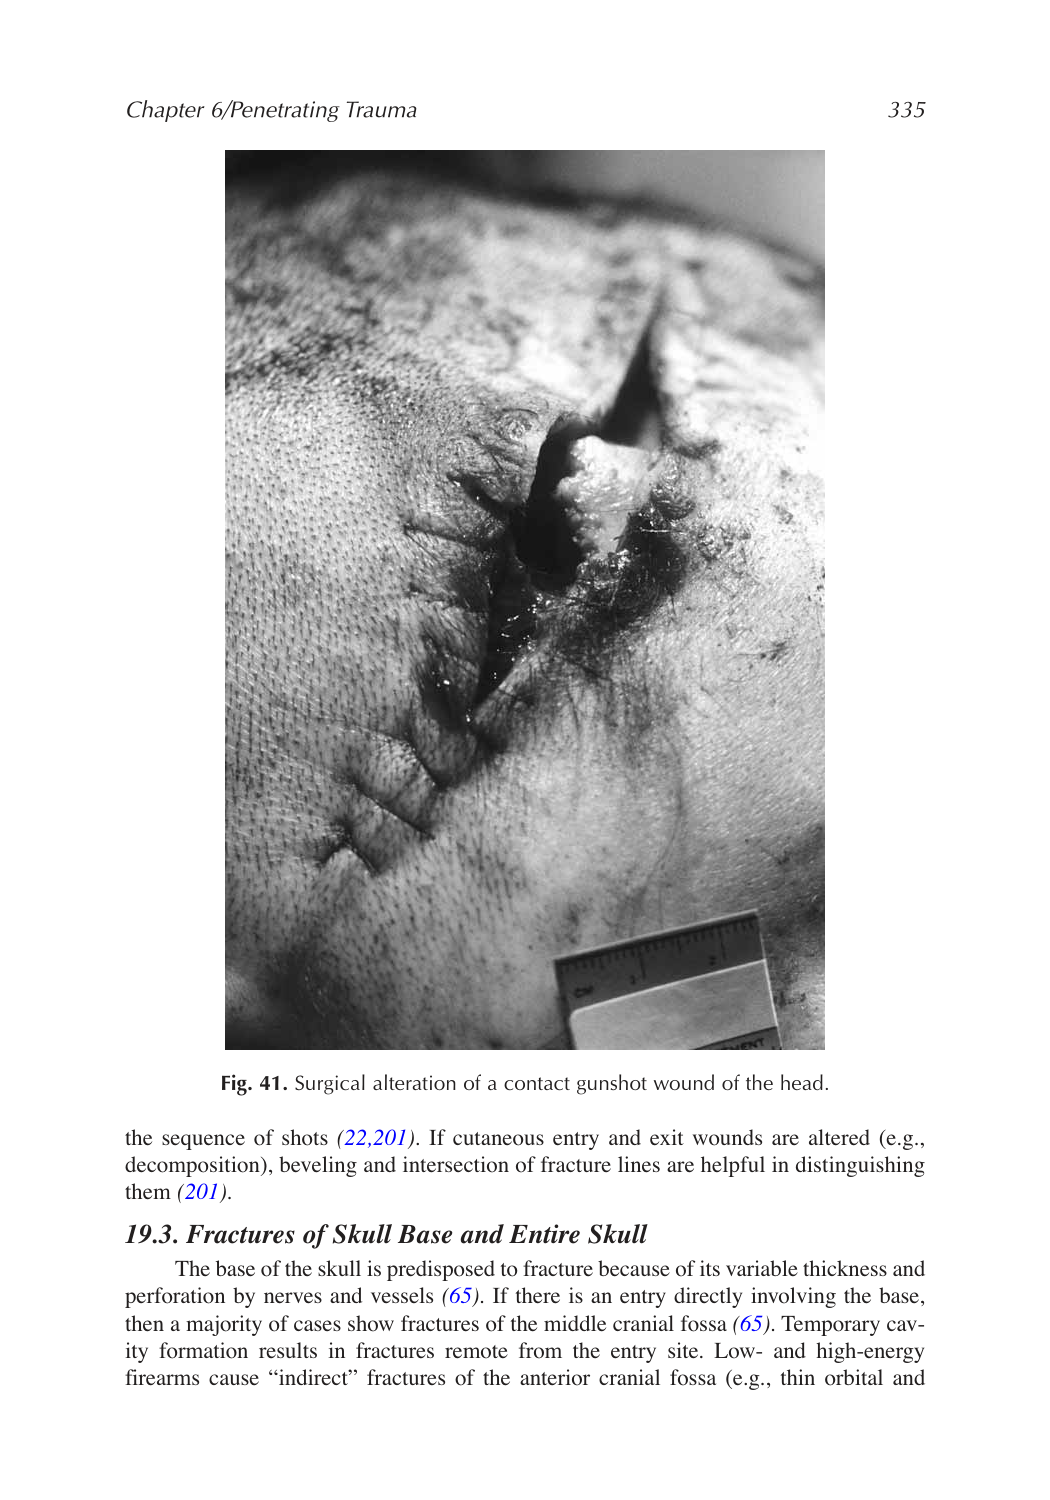 Chapter 6/Penetrating Trauma 335
CM 1 2
Fig. 41. Surgical alteration of a contact gunshot wound of the head.
the sequence of shots (22,201). If cutaneous entry and exit wounds are altered (e.g.,
decomposition), beveling and intersection of fracture lines are helpful in distinguishing
them (201).
19.3. Fractures of Skull Base and Entire Skull
The base of the skull is predisposed to fracture because of its variable thickness and
perforation by nerves and vessels (65). If there is an entry directly involving the base,
then a majority of cases show fractures of the middle cranial fossa (65). Temporary cav-
ity formation results in fractures remote from the entry site. Low- and high-energy
firearms cause “indirect” fractures of the anterior cranial fossa (e.g., thin orbital and